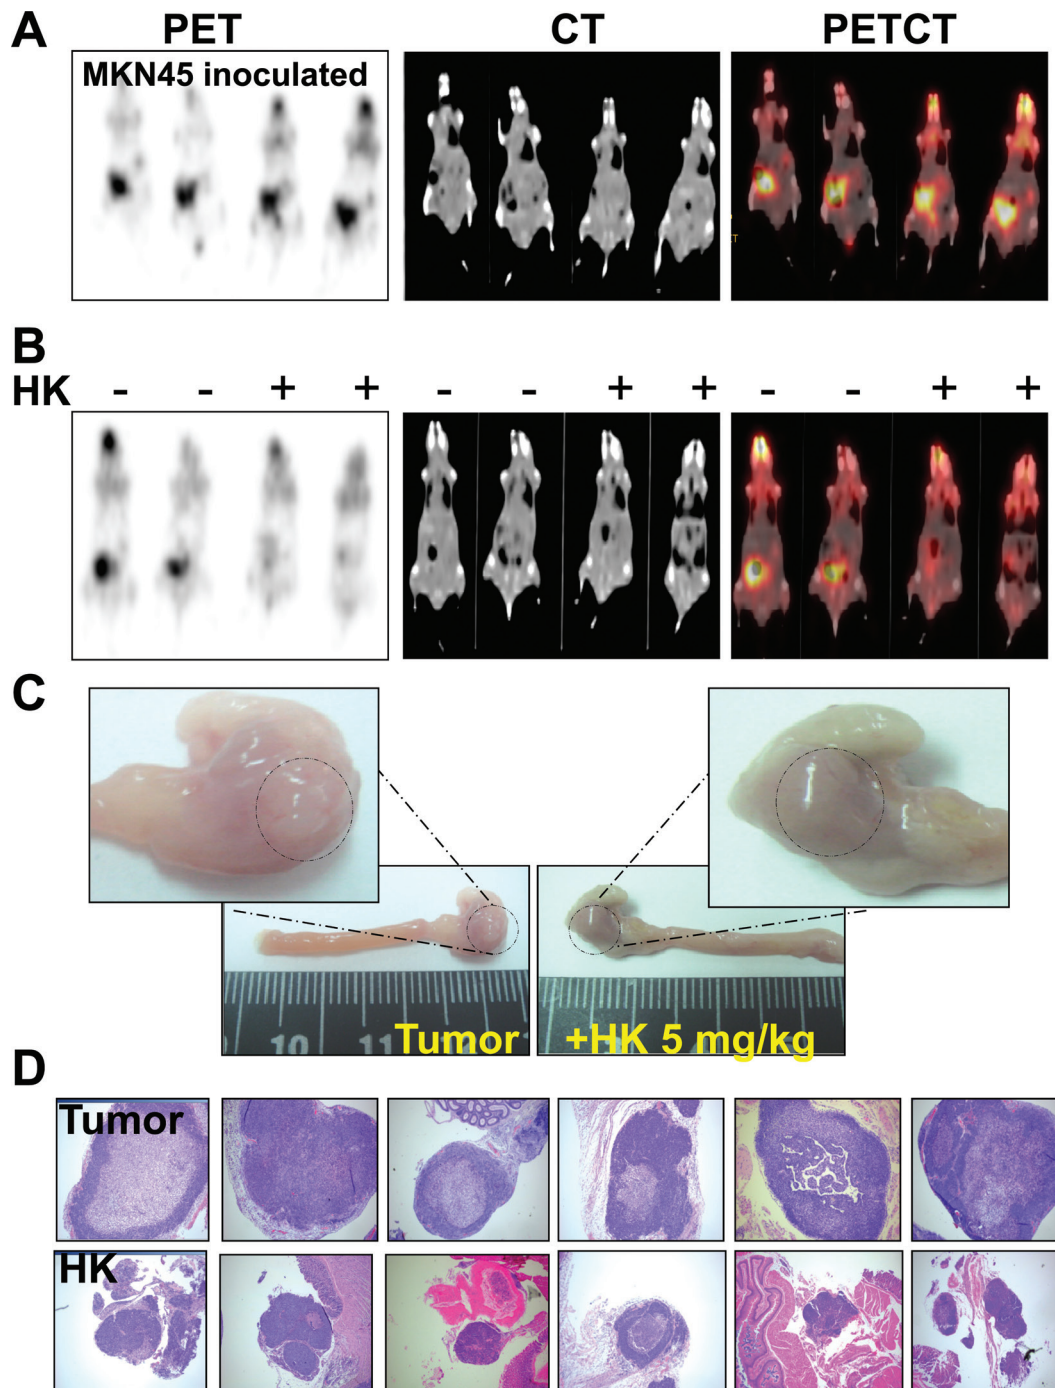 A
PET
CT
PETCT
MKN45 inoculated
B
HK - - + + - - + + - - + +
C
10
11
Tumor
+HK 5 mg/kg
D
Tumor
HK